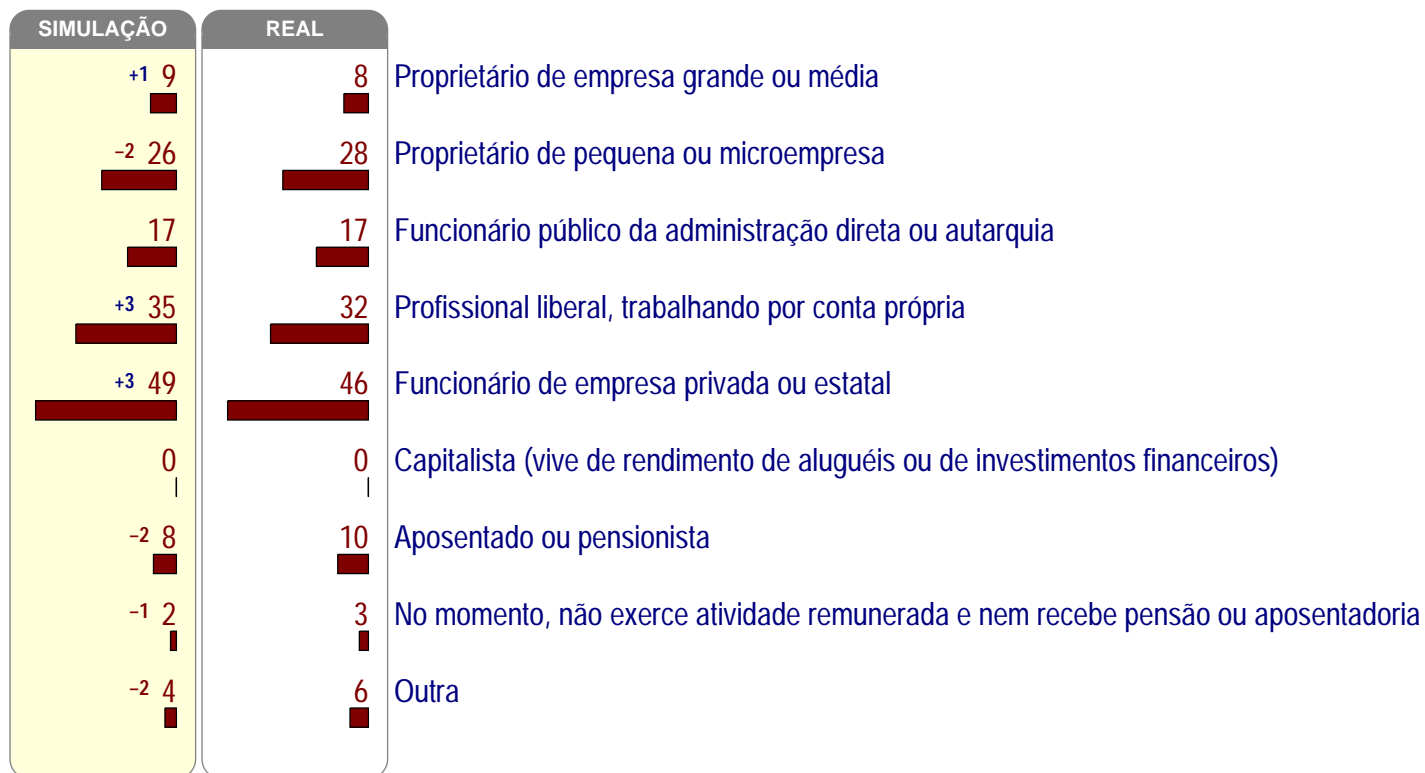 SIMULAÇÃO REAL
+1 9 8 Proprietário de empresa grande ou média
−2 26 28 Proprietário de pequena ou microempresa
17 17 Funcionário público da administração direta ou autarquia
+3 35 32 Profissional liberal, trabalhando por conta própria
+3 49 46 Funcionário de empresa privada ou estatal
0 0 Capitalista (vive de rendimento de aluguéis ou de investimentos financeiros)
−2 8 10 Aposentado ou pensionista
−1 2 3 No momento, não exerce atividade remunerada e nem recebe pensão ou aposentadoria
−2 4 6 Outra